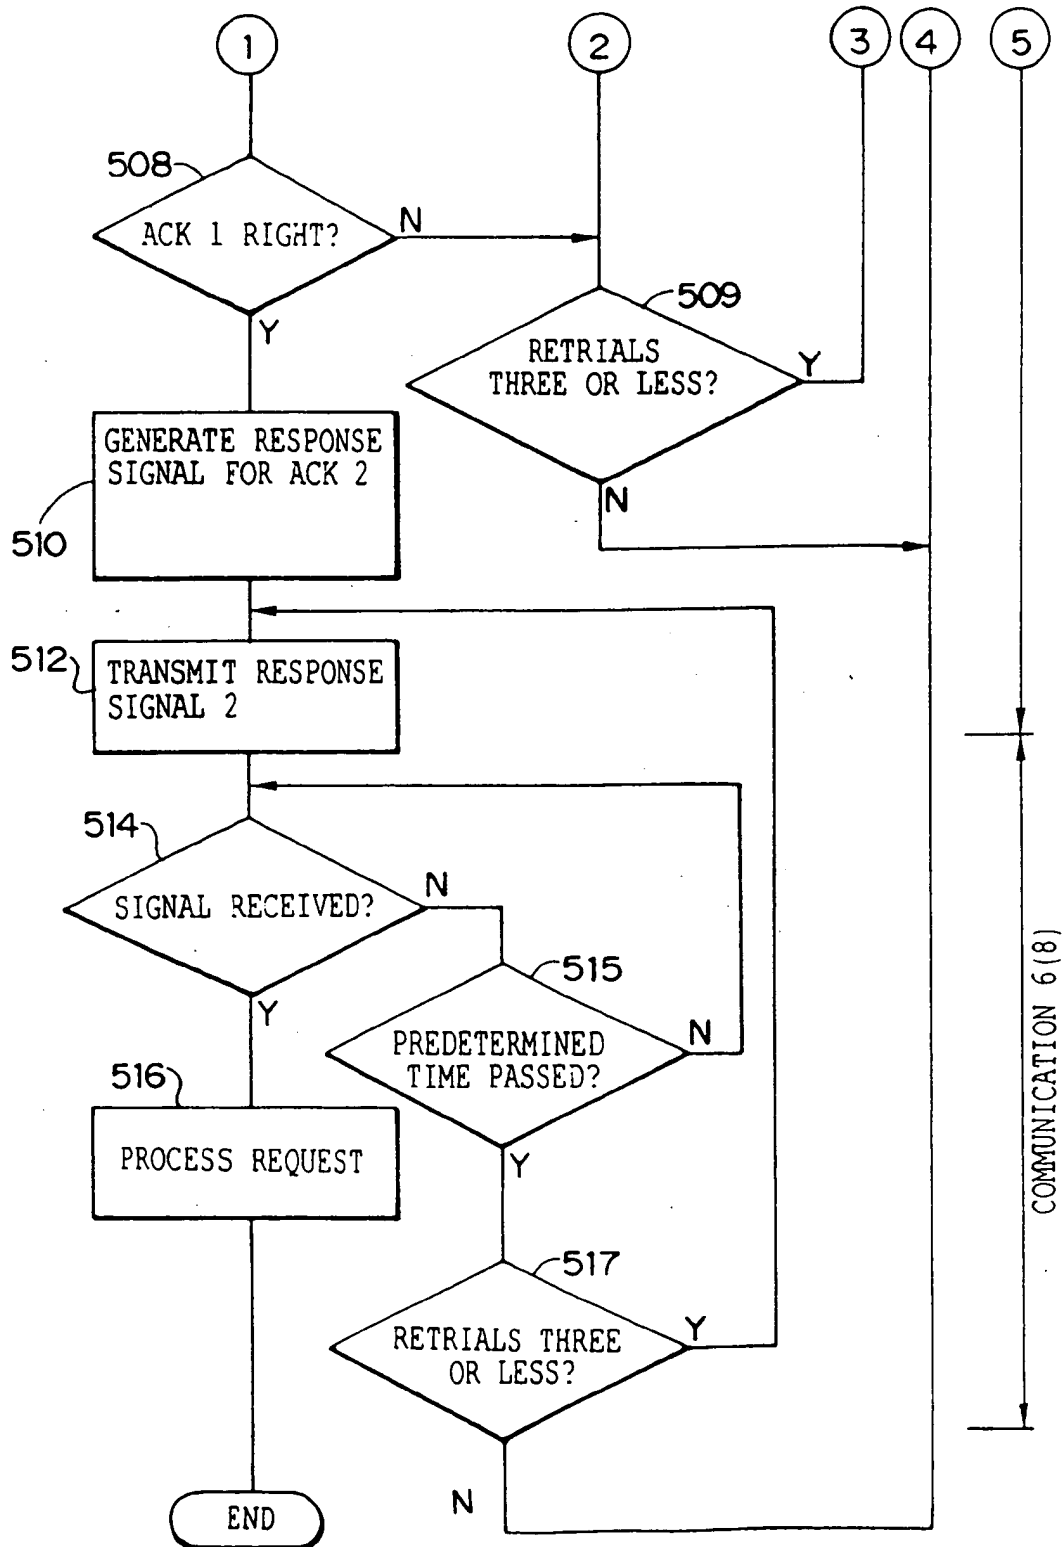 1
2
3
4
5
508
ACK 1 RIGHT?
N
Y
509
RETRIALS
THREE OR LESS?
Y
N
GENERATE RESPONSE
SIGNAL FOR ACK 2
510
512
TRANSMIT RESPONSE
SIGNAL 2
514
SIGNAL RECEIVED?
N
Y
515
PREDETERMINED
TIME PASSED?
N
Y
516
PROCESS REQUEST
517
RETRIALS THREE
OR LESS?
Y
N
END
COMMUNICATION 6(8)